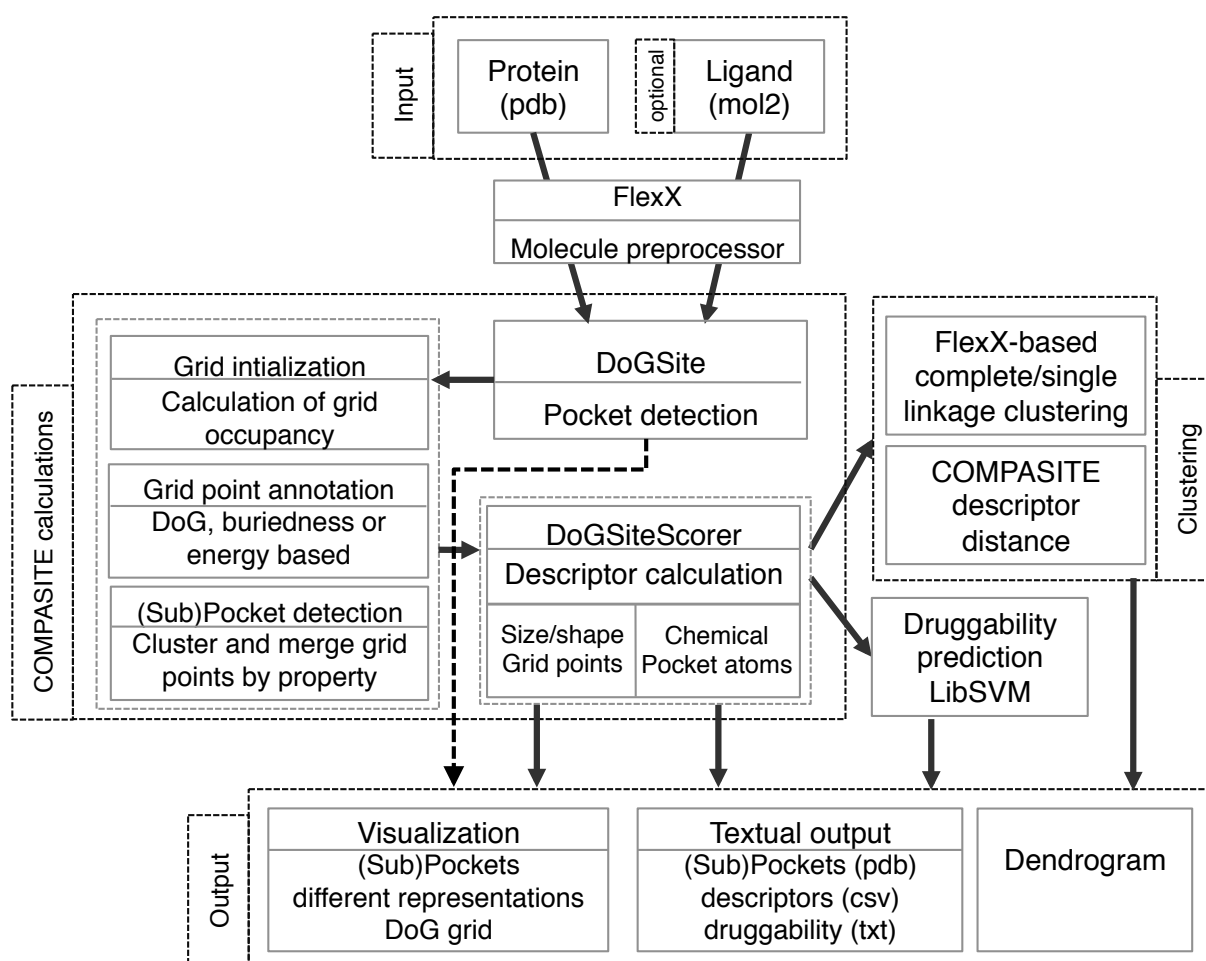 Input
Protein
(pdb)
optional
Ligand
(mol2)
FlexX
Molecule preprocessor
COMPASITE calculations
Grid intialization
Calculation of grid
occupancy
Grid point annotation
DoG, buriedness or
energy based
(Sub)Pocket detection
Cluster and merge grid
points by property
DoGSite
Pocket detection
DoGSiteScorer
Descriptor calculation
Size/shape
Grid points
Chemical
Pocket atoms
FlexX-based
complete/single
linkage clustering
COMPASITE
descriptor
distance
Clustering
Druggability
prediction
LibSVM
Output
Visualization
(Sub)Pockets
different representations
DoG grid
Textual output
(Sub)Pockets (pdb)
descriptors (csv)
druggability (txt)
Dendrogram